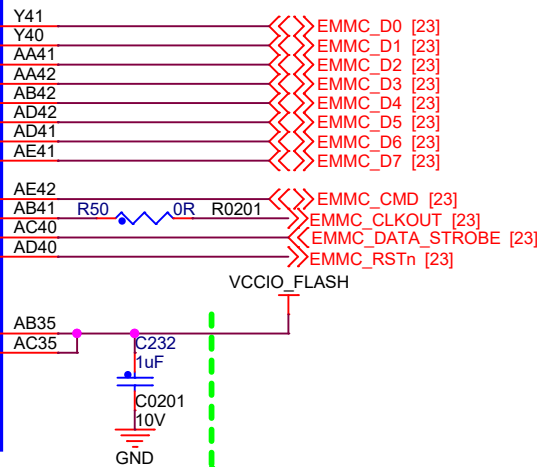 Y41 EMMC_D0 [23]
Y40 EMMC_D1 [23]
AA41 EMMC_D2 [23]
AA42 EMMC_D3 [23]
AB42 EMMC_D4 [23]
AD42 EMMC_D5 [23]
AD41 EMMC_D6 [23]
AE41 EMMC_D7 [23]
AE42 EMMC_CMD [23]
AB41 R50 0R R0201 EMMC_CLKOUT [23]
AC40 EMMC_DATA_STROBE [23]
AD40 EMMC_RSTn [23]
VCCIO_FLASH
AB35
AC35 C232
1uF
C0201
10V
GND